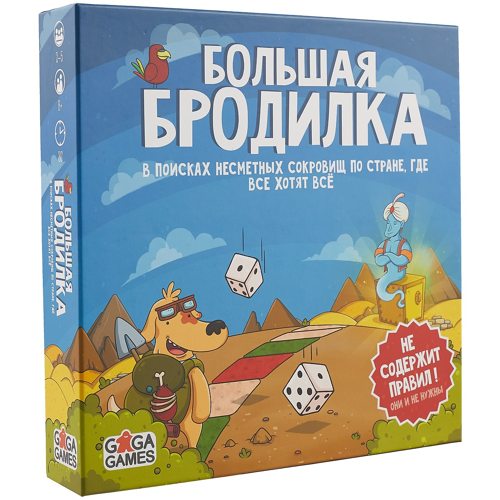 БОЛЬШАЯ
БРОДИЛКА
В ПОИСКАХ НЕСМЕТНЫХ СОКРОВИЩ ПО СТРАНЕ, ГДЕ
ВСЕ ХОТЯТ ВСЁ
НЕ
СОДЕРЖИТ
ПРАВИЛ!
ОНИ И НЕ НУЖНЫ
GAGA
GAMES
БОЛЬШАЯ
БРОДИЛКА